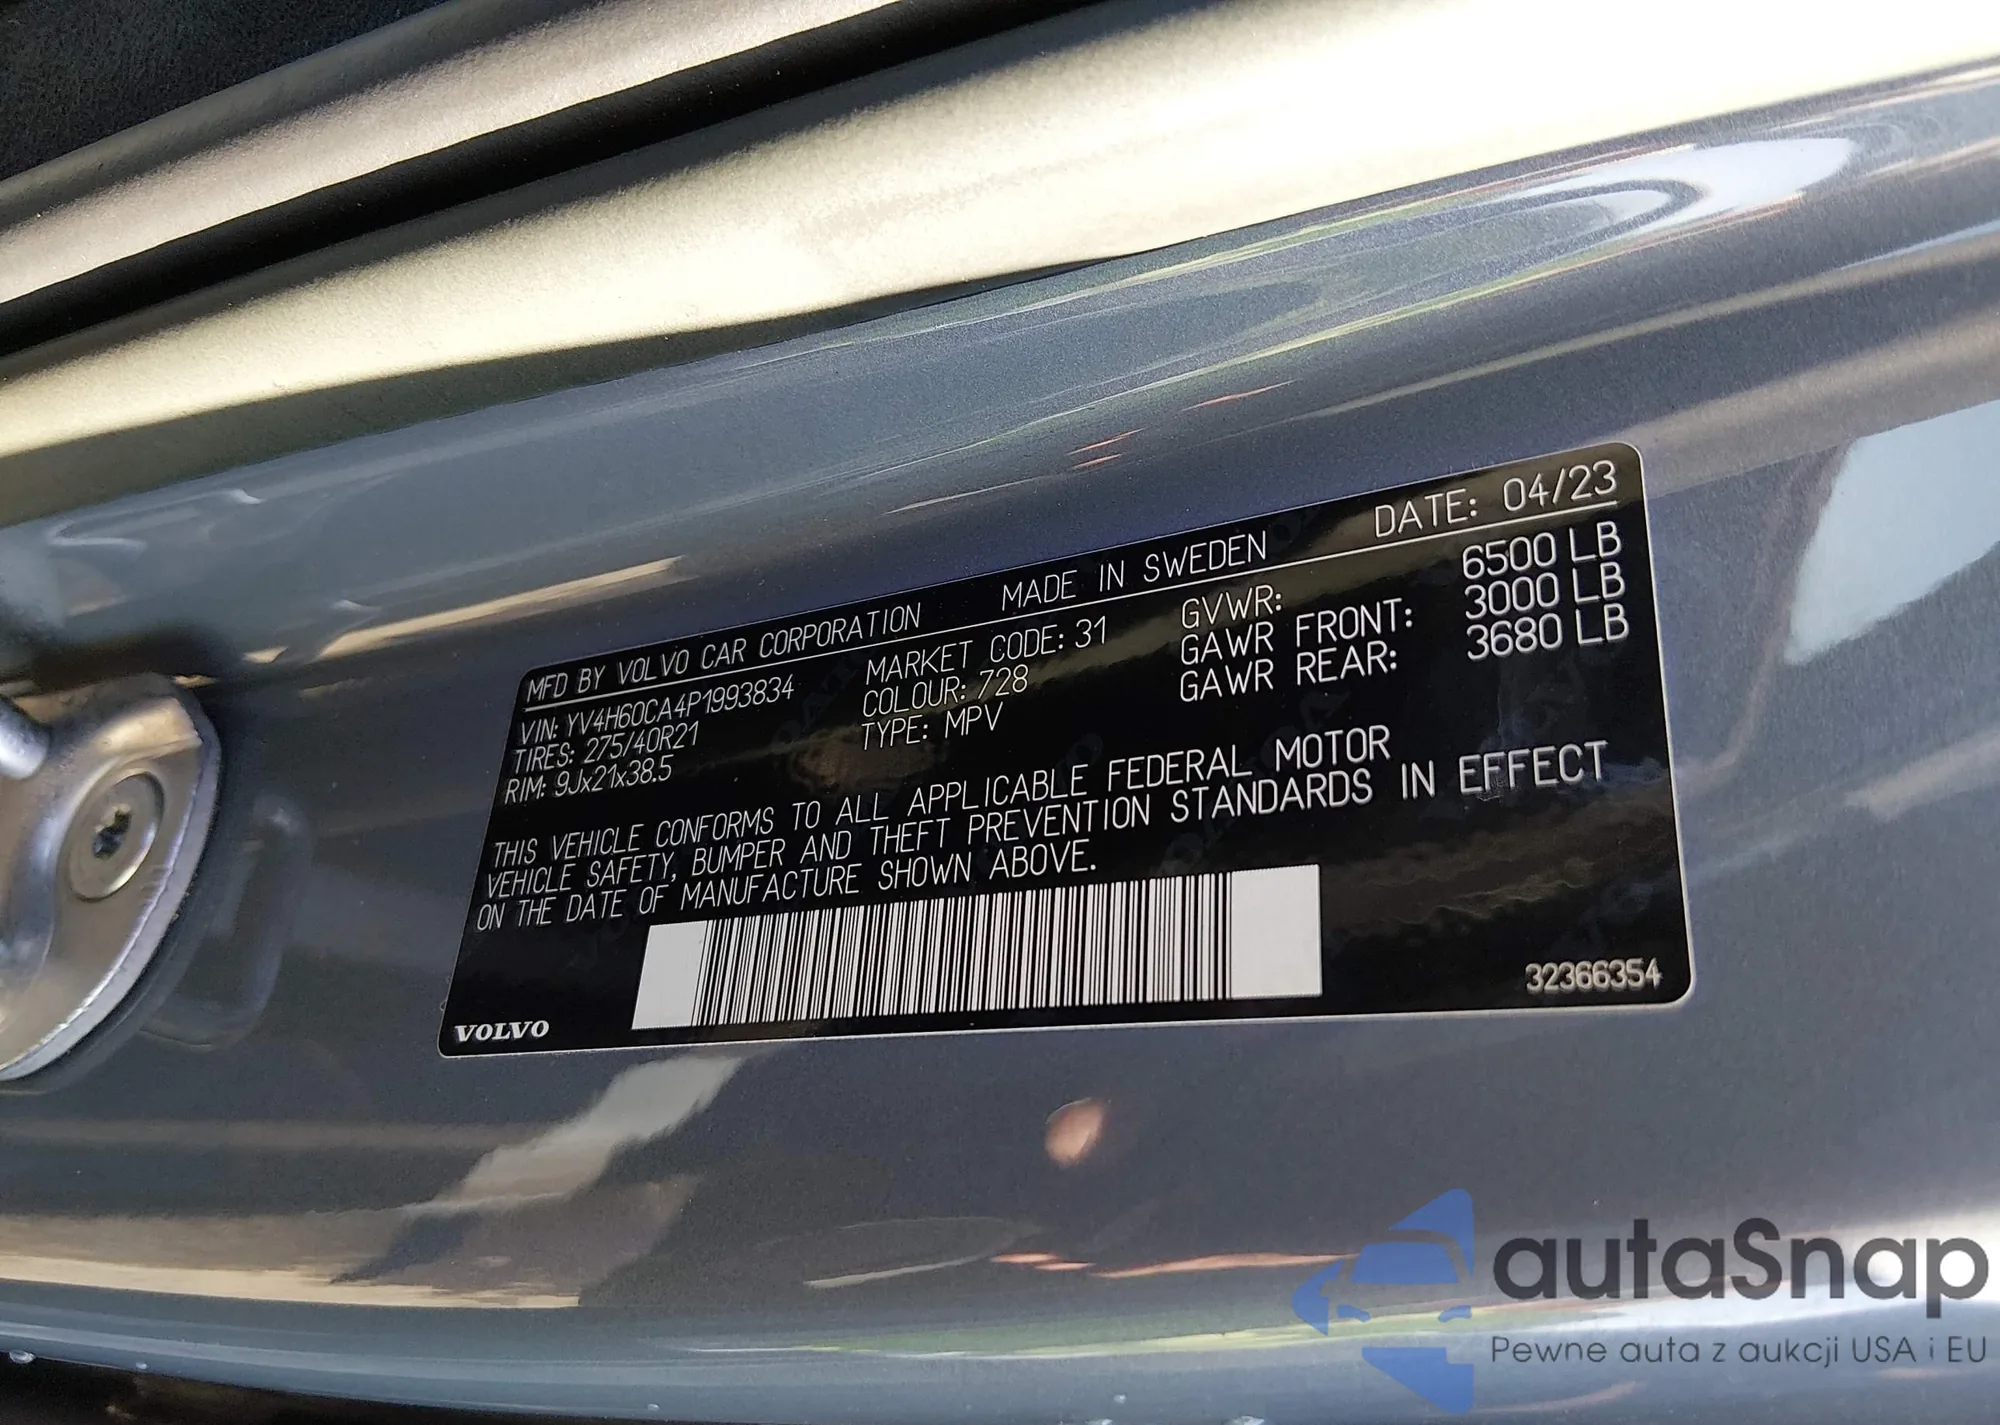 MFD BY VOLVO CAR CORPORATION MADE IN SWEDEN DATE: 04/23
VIN: YV4H60CA4P1993834 MARKET CODE: 31 GVWR: 6500 LB
TIRES: 275/40R21 COLOUR: 728 GAWR FRONT: 3000 LB
RIM: 9Jx21x38.5 TYPE: MPV GAWR REAR: 3680 LB
THIS VEHICLE CONFORMS TO ALL APPLICABLE FEDERAL MOTOR
VEHICLE SAFETY, BUMPER AND THEFT PREVENTION STANDARDS IN EFFECT
ON THE DATE OF MANUFACTURE SHOWN ABOVE.
VOLVO
32366354
autaSnap
Pewne auta z aukcji USA i EU